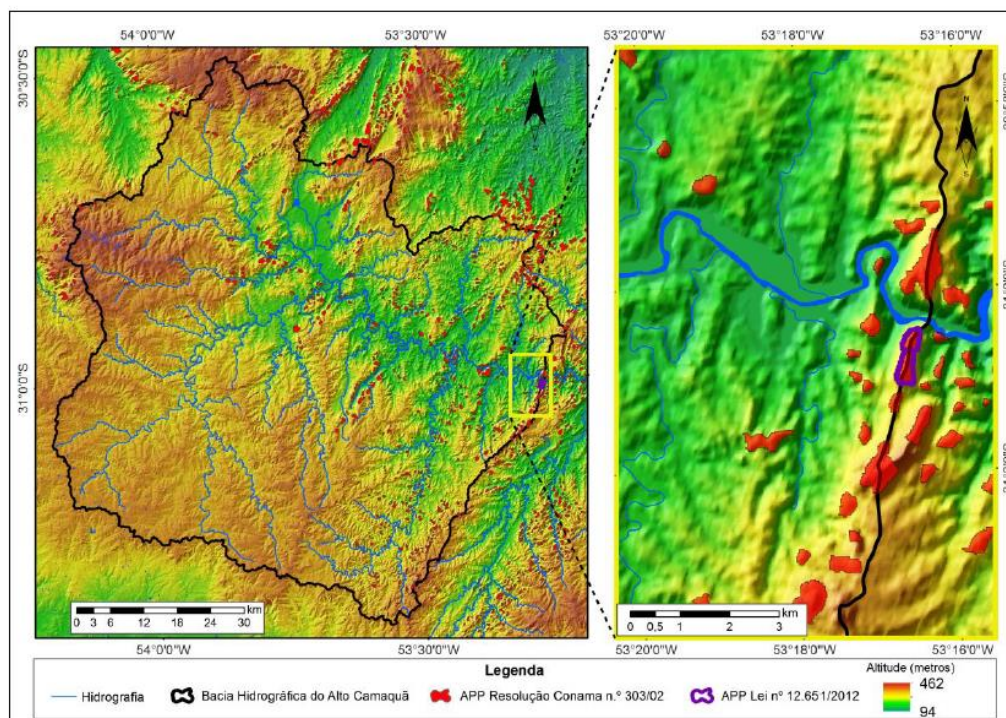 54°00'0"W
53°30'0"W
30°30'0"S
31°0'0"S
N
km
0 3 6 12 18 24 30
54°00'0"W
53°30'0"W
53°20'0"W
53°18'0"W
53°16'0"W
N
S
km
0 0,5 1 2 3
53°20'0"W
53°18'0"W
53°16'0"W
Legenda
Hidrografia
Bacia Hidrográfica do Alto Camaquã
APP Resolução Conama n.º 303/02
APP Lei nº 12.651/2012
Altitude (metros)
462
94